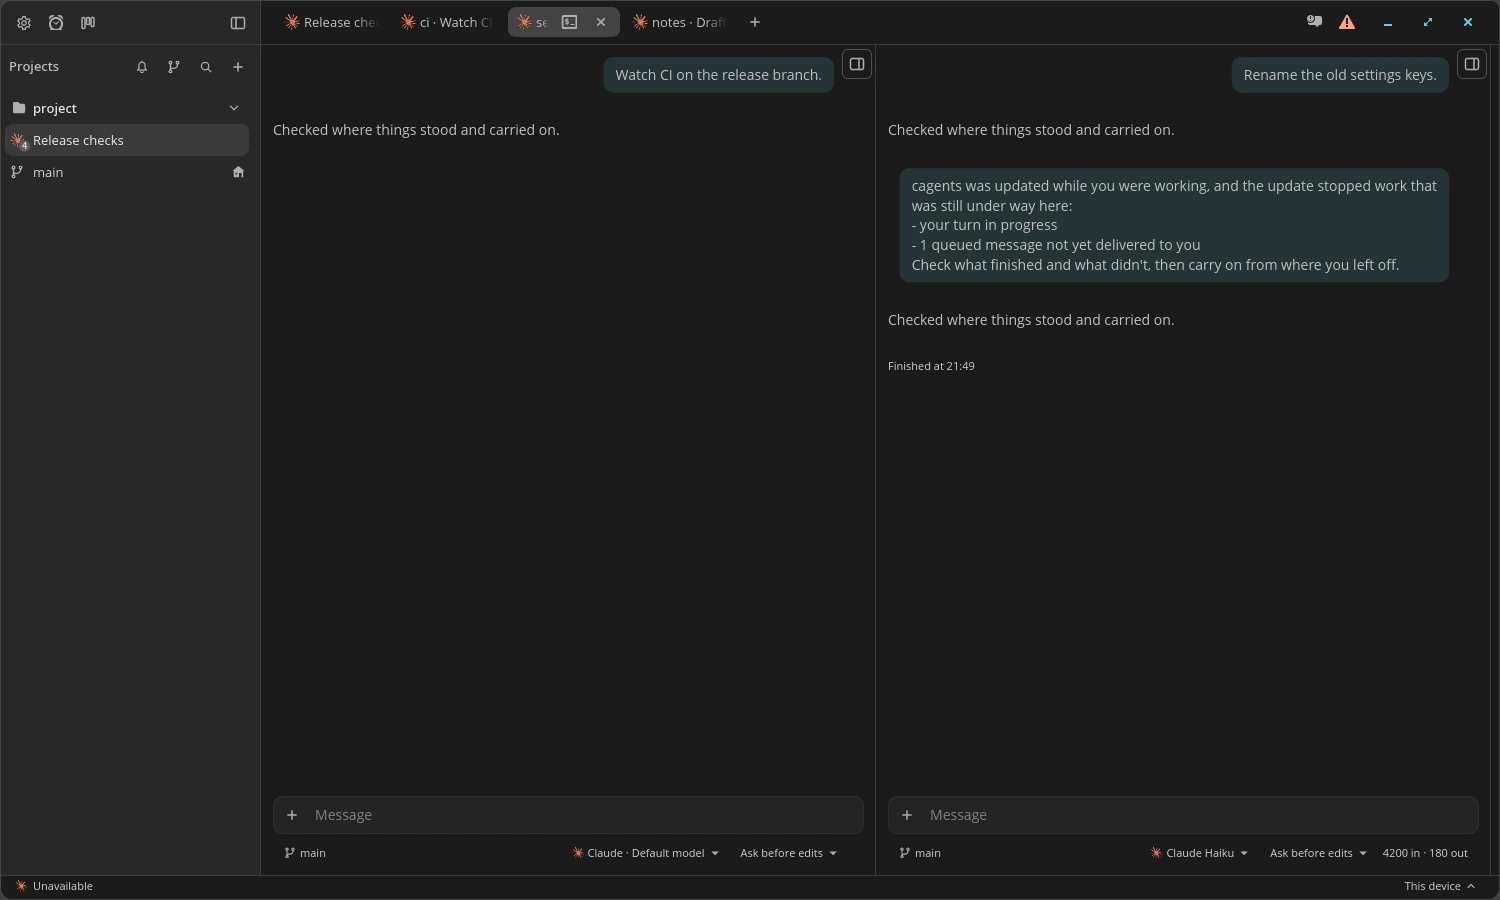 Release che
ci · Watch CI
se
notes · Draf
Projects
project
4
Release checks
main
Watch CI on the release branch.
Checked where things stood and carried on.
Message
main
Claude · Default model
Ask before edits
Rename the old settings keys.
Checked where things stood and carried on.
cagents was updated while you were working, and the update stopped work that
was still under way here:
- your turn in progress
- 1 queued message not yet delivered to you
Check what finished and what didn't, then carry on from where you left off.
Checked where things stood and carried on.
Finished at 21:49
Message
main
Claude Haiku
Ask before edits
4200 in · 180 out
Unavailable
This device